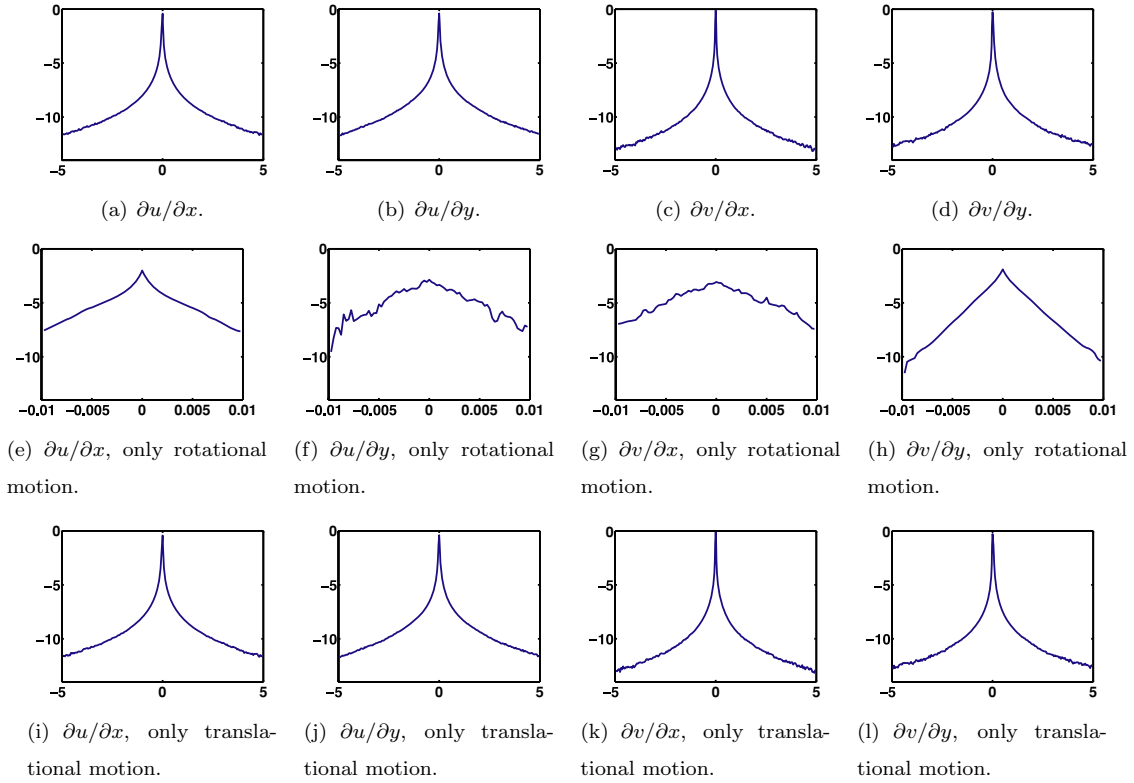 0
0
0
0
−5
−5
−5
−5
−10
−10
−10
−10
−5 0 5
−5 0 5
−5 0 5
−5 0 5
(a) ∂u/∂x.
(b) ∂u/∂y.
(c) ∂v/∂x.
(d) ∂v/∂y.
0
0
0
0
−5
−5
−5
−5
−10
−10
−10
−10
−0.01 −0.005 0 0.005 0.01
−0.01 −0.005 0 0.005 0.01
−0.01 −0.005 0 0.005 0.01
−0.01 −0.005 0 0.005 0.01
(e) ∂u/∂x, only rotational
motion.
(f) ∂u/∂y, only rotational
motion.
(g) ∂v/∂x, only rotational
motion.
(h) ∂v/∂y, only rotational
motion.
0
0
0
0
−5
−5
−5
−5
−10
−10
−10
−10
−5 0 5
−5 0 5
−5 0 5
−5 0 5
(i) ∂u/∂x, only transla-
tional motion.
(j) ∂u/∂y, only transla-
tional motion.
(k) ∂v/∂x, only transla-
tional motion.
(l) ∂v/∂y, only transla-
tional motion.